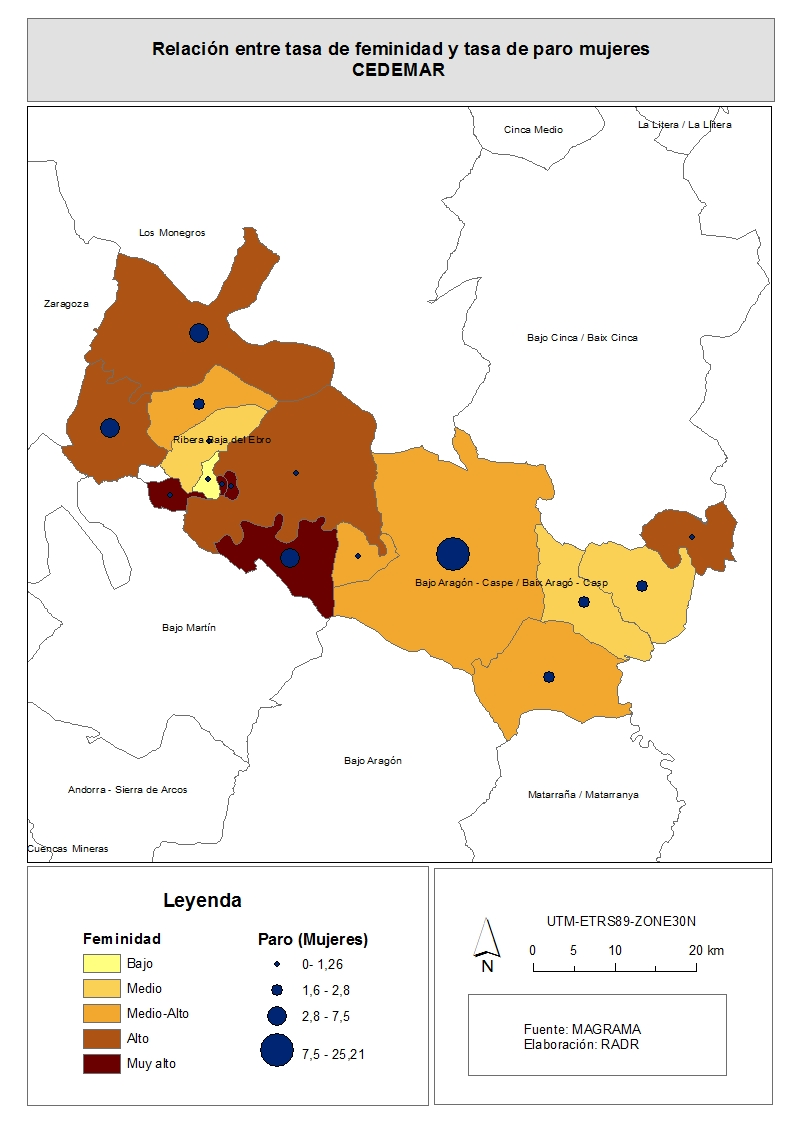 Relación entre tasa de feminidad y tasa de paro mujeres
CEDEMAR
Cinca Medio
La Litera / La Llitera
Los Monegros
Zaragoza
Bajo Cinca / Baix Cinca
Ribera Baja del Ebro
Bajo Aragón - Caspe / Baix Aragó - Casp
Bajo Martín
Bajo Aragón
Andorra - Sierra de Arcos
Matarraña / Matarranya
Cuencas Mineras
Leyenda
Feminidad
Bajo
Medio
Medio-Alto
Alto
Muy alto
Paro (Mujeres)
0- 1,26
1,6 - 2,8
2,8 - 7,5
7,5 - 25,21
UTM-ETRS89-ZONE30N
0 5 10 20 km
N
Fuente: MAGRAMA
Elaboración: RADR